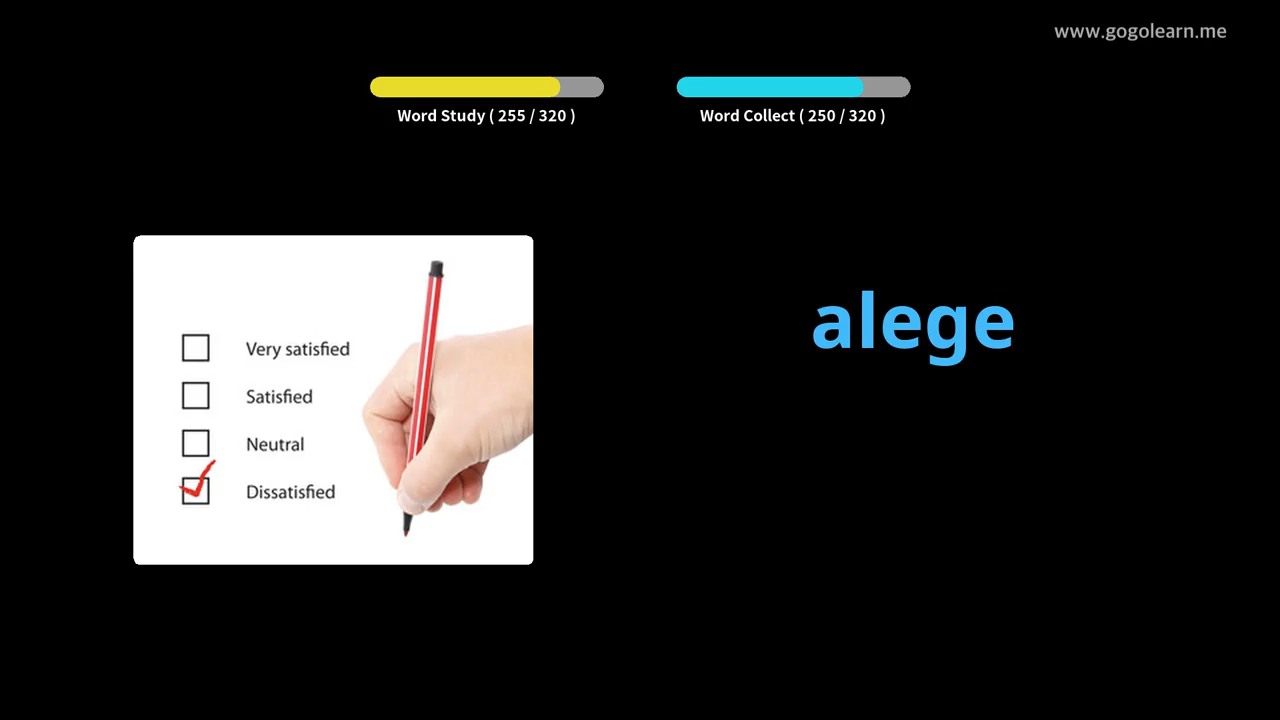 www.gogolearn.me
Word Study ( 255 / 320 )
Word Collect ( 250 / 320 )
alege
Very satisfied
Satisfied
Neutral
Dissatisfied